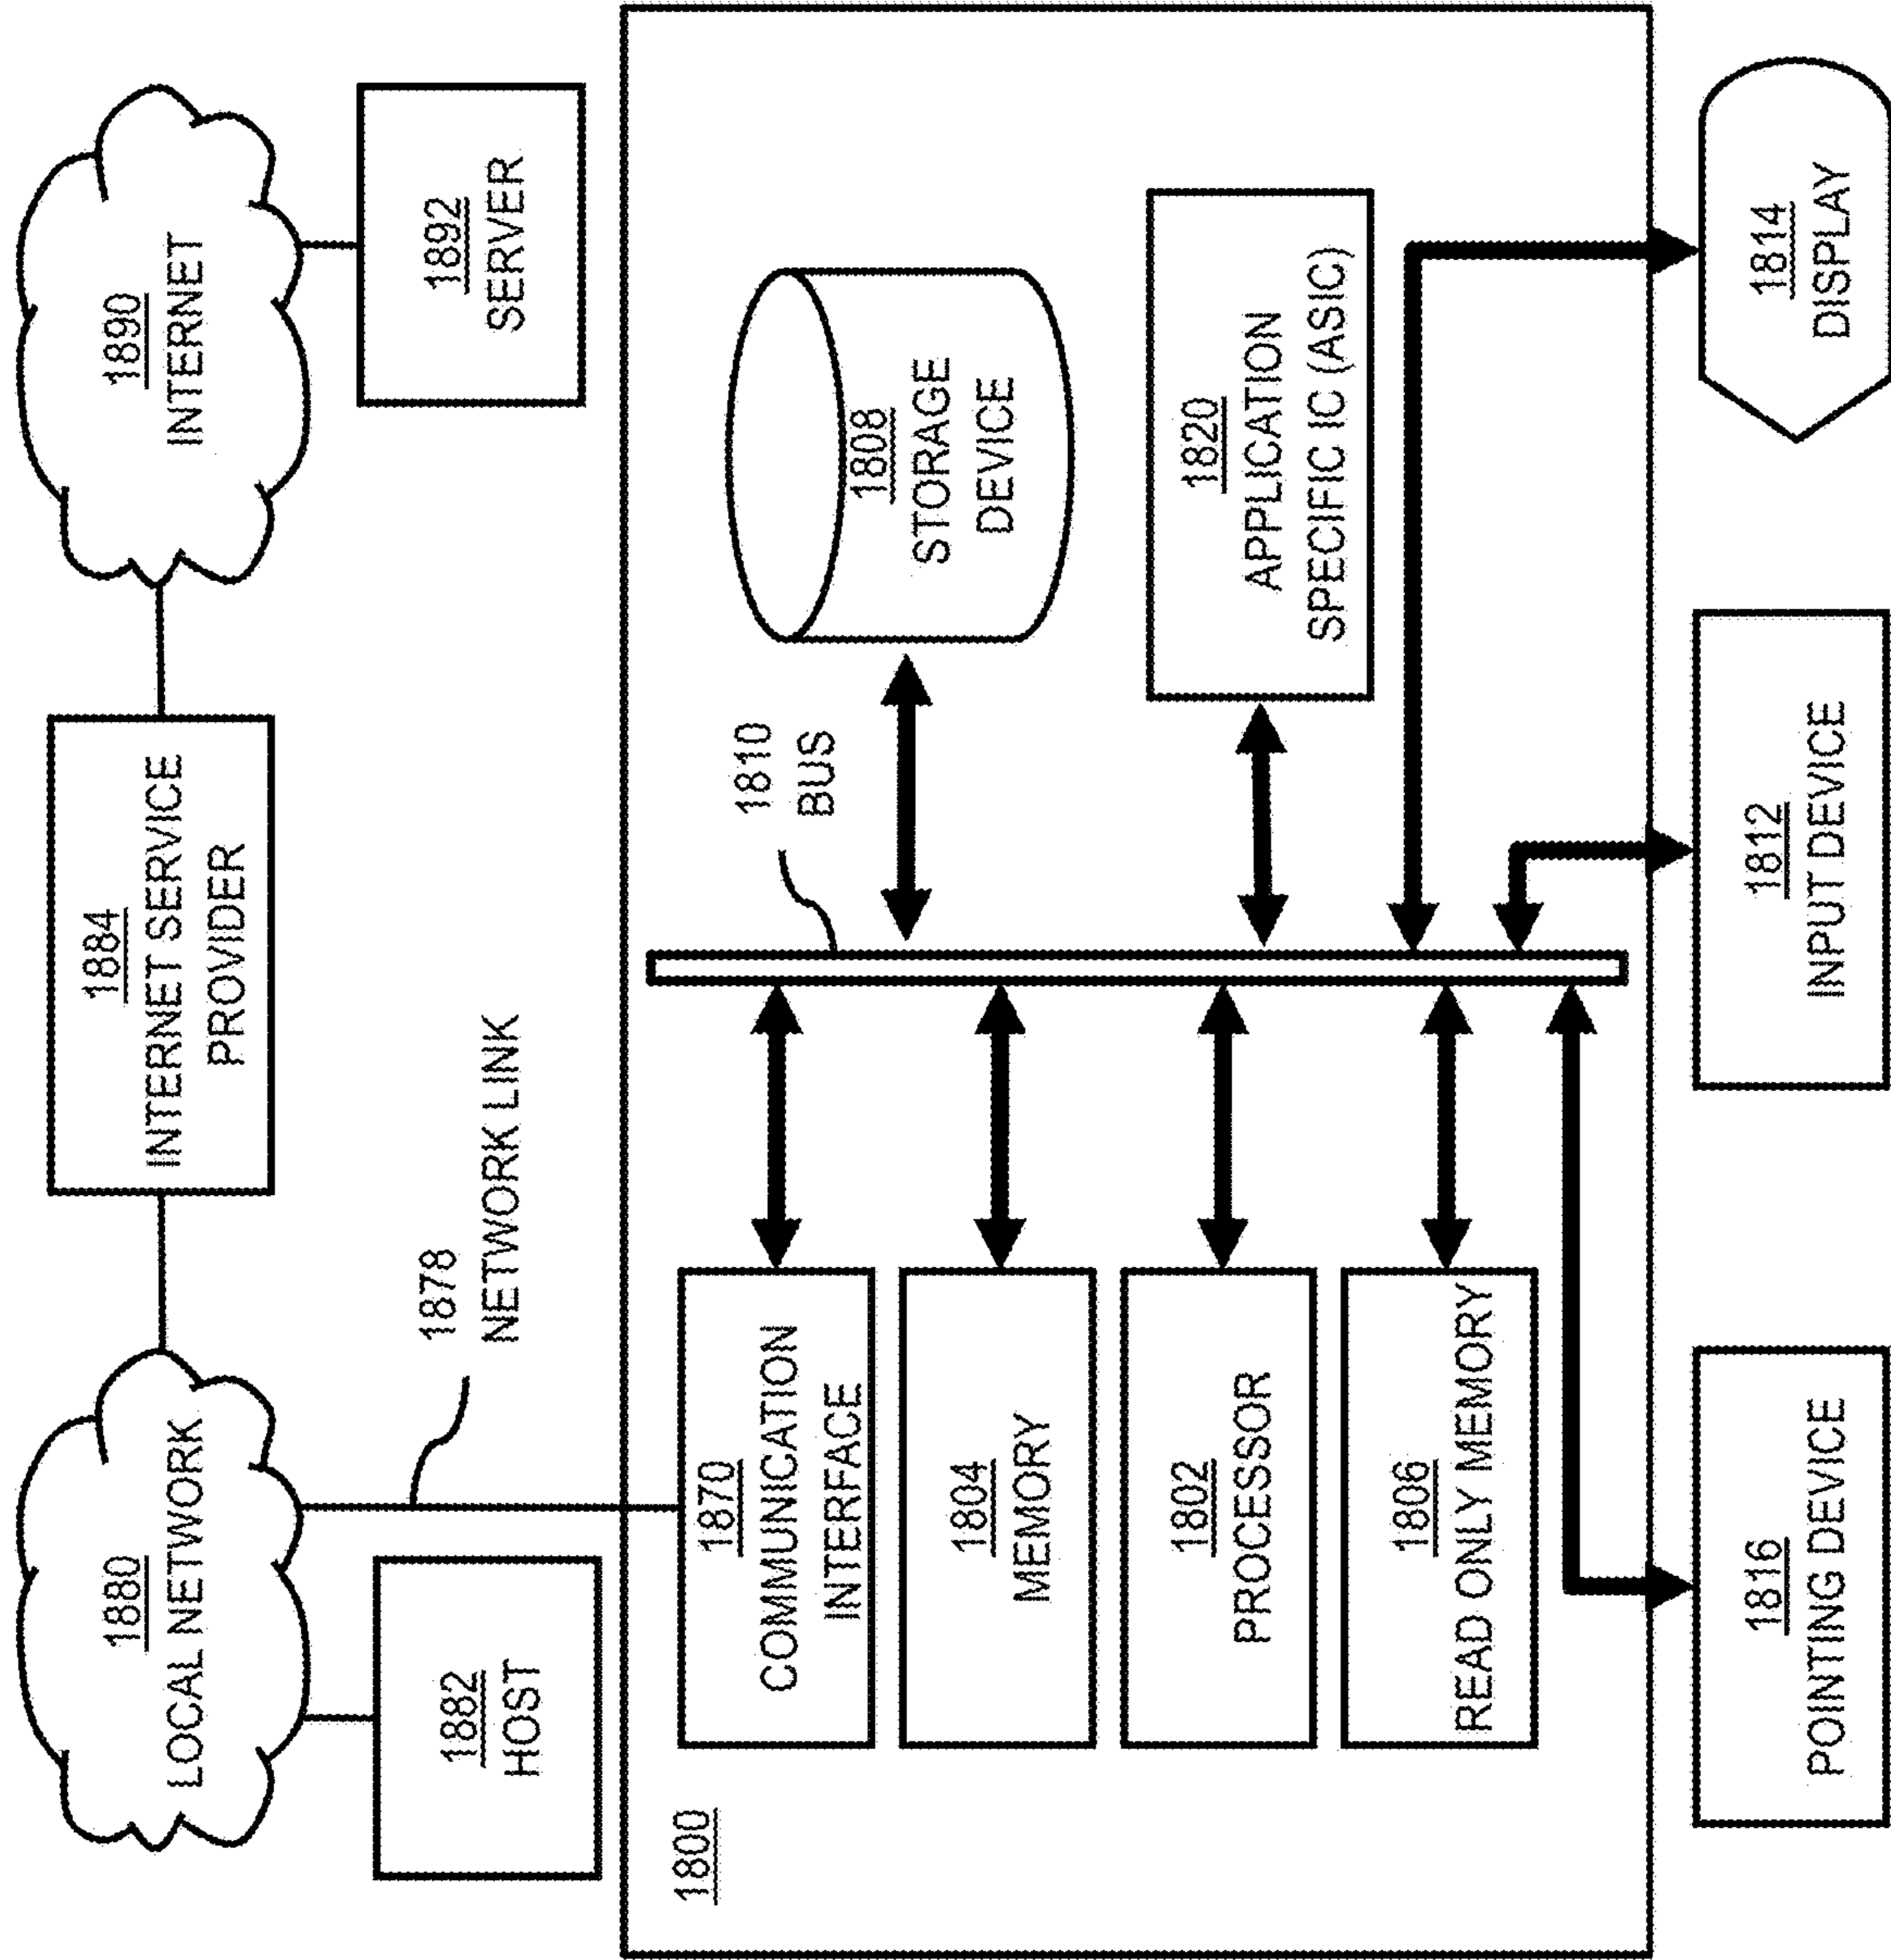 1880
LOCAL NETWORK
1884
INTERNET SERVICE
PROVIDER
1890
INTERNET
1882
HOST
1878
NETWORK LINK
1892
SERVER
1800
1870
COMMUNICATION
INTERFACE
1810
BUS
1808
STORAGE
DEVICE
1804
MEMORY
1802
PROCESSOR
1820
APPLICATION
SPECIFIC IC (ASIC)
1806
READ ONLY MEMORY
1816
POINTING DEVICE
1812
INPUT DEVICE
1814
DISPLAY